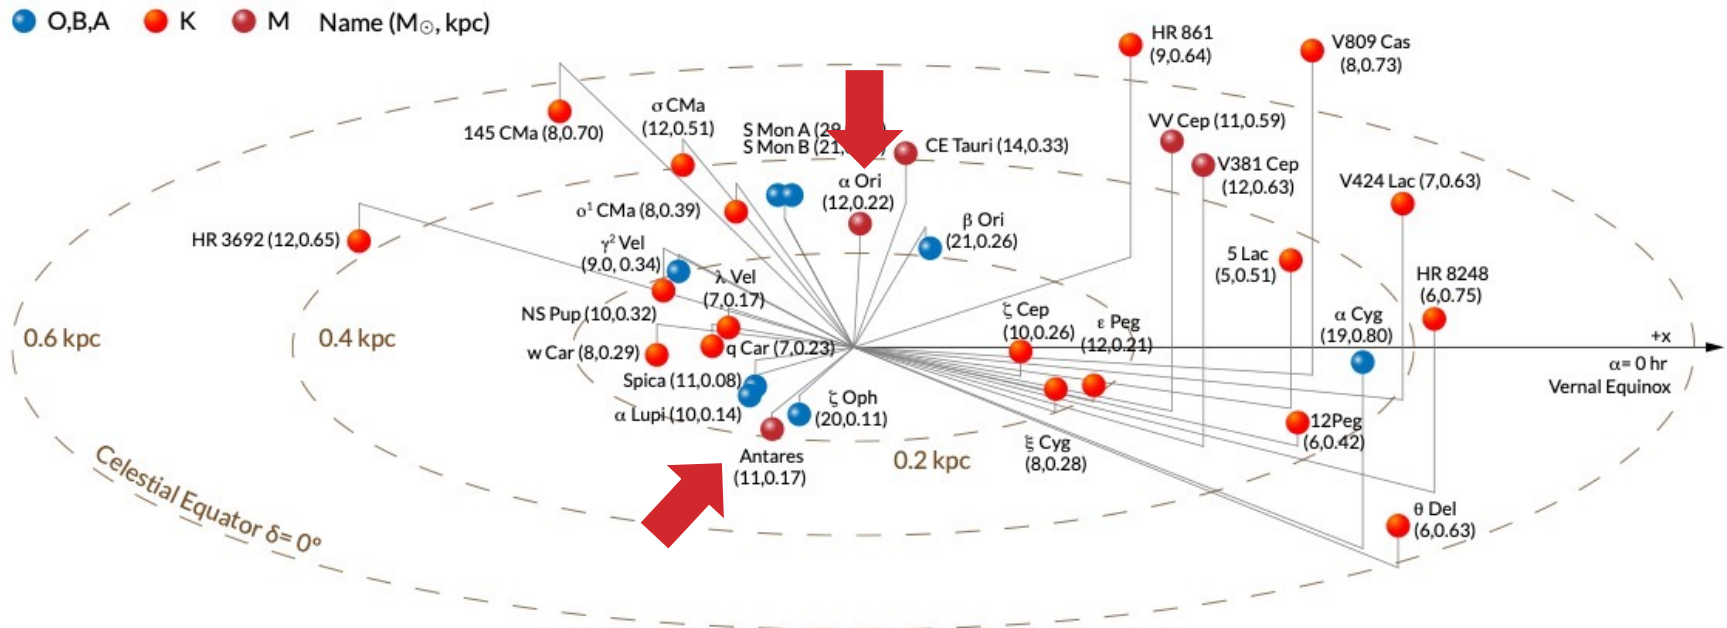 O,B,A K M Name (M☉, kpc)
HR 861
(9,0.64)
V809 Cas
(8,0.73)
145 CMa (8,0.70)
σ CMa
(12,0.51)
S Mon A (29
S Mon B (21,
CE Tauri (14,0.33)
VV Cep (11,0.59)
V381 Cep
(12,0.63)
V424 Lac (7,0.63)
α Ori
(12,0.22)
ο¹ CMa (8,0.39)
β Ori
(21,0.26)
HR 3692 (12,0.65)
γ² Vel
(9.0, 0.34)
λ Vel
(7,0.17)
5 Lac
(5,0.51)
HR 8248
(6,0.75)
NS Pup (10,0.32)
ζ Cep
(10,0.26)
ε Peg
(12,0.21)
α Cyg
(19,0.80)
0.6 kpc
0.4 kpc
w Car (8,0.29)
q Car (7,0.23)
+x
α= 0 hr
Vernal Equinox
Spica (11,0.08)
α Lupi (10,0.14)
ζ Oph
(20,0.11)
12Peg
(6,0.42)
Antares
(11,0.17)
0.2 kpc
ξ Cyg
(8,0.28)
θ Del
(6,0.63)
Celestial Equator δ= 0°